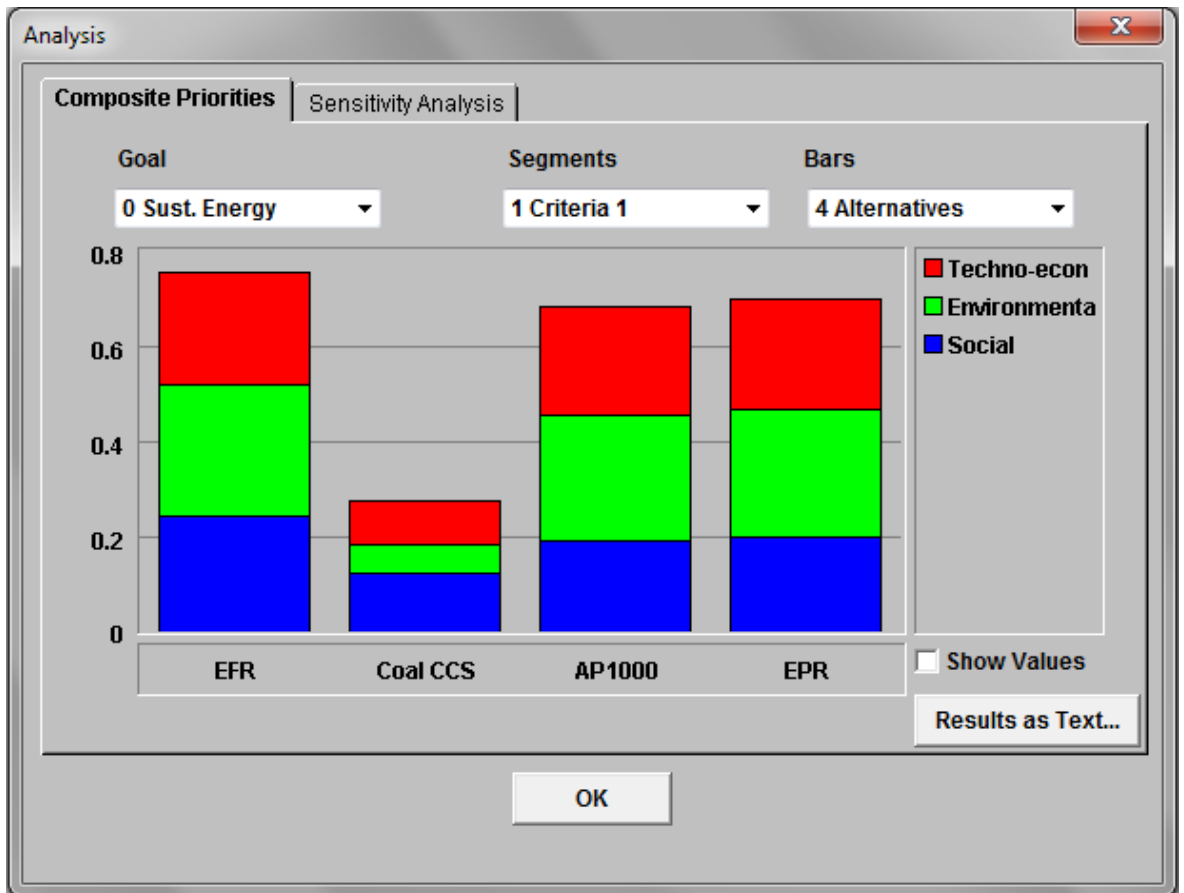 Analysis
X
Composite Priorities
Sensitivity Analysis
Goal
Segments
Bars
0 Sust. Energy
1 Criteria 1
4 Alternatives
0.8
0.6
0.4
0.2
0
Techno-econ
Environmenta
Social
EFR
Coal CCS
AP1000
EPR
Show Values
Results as Text...
OK